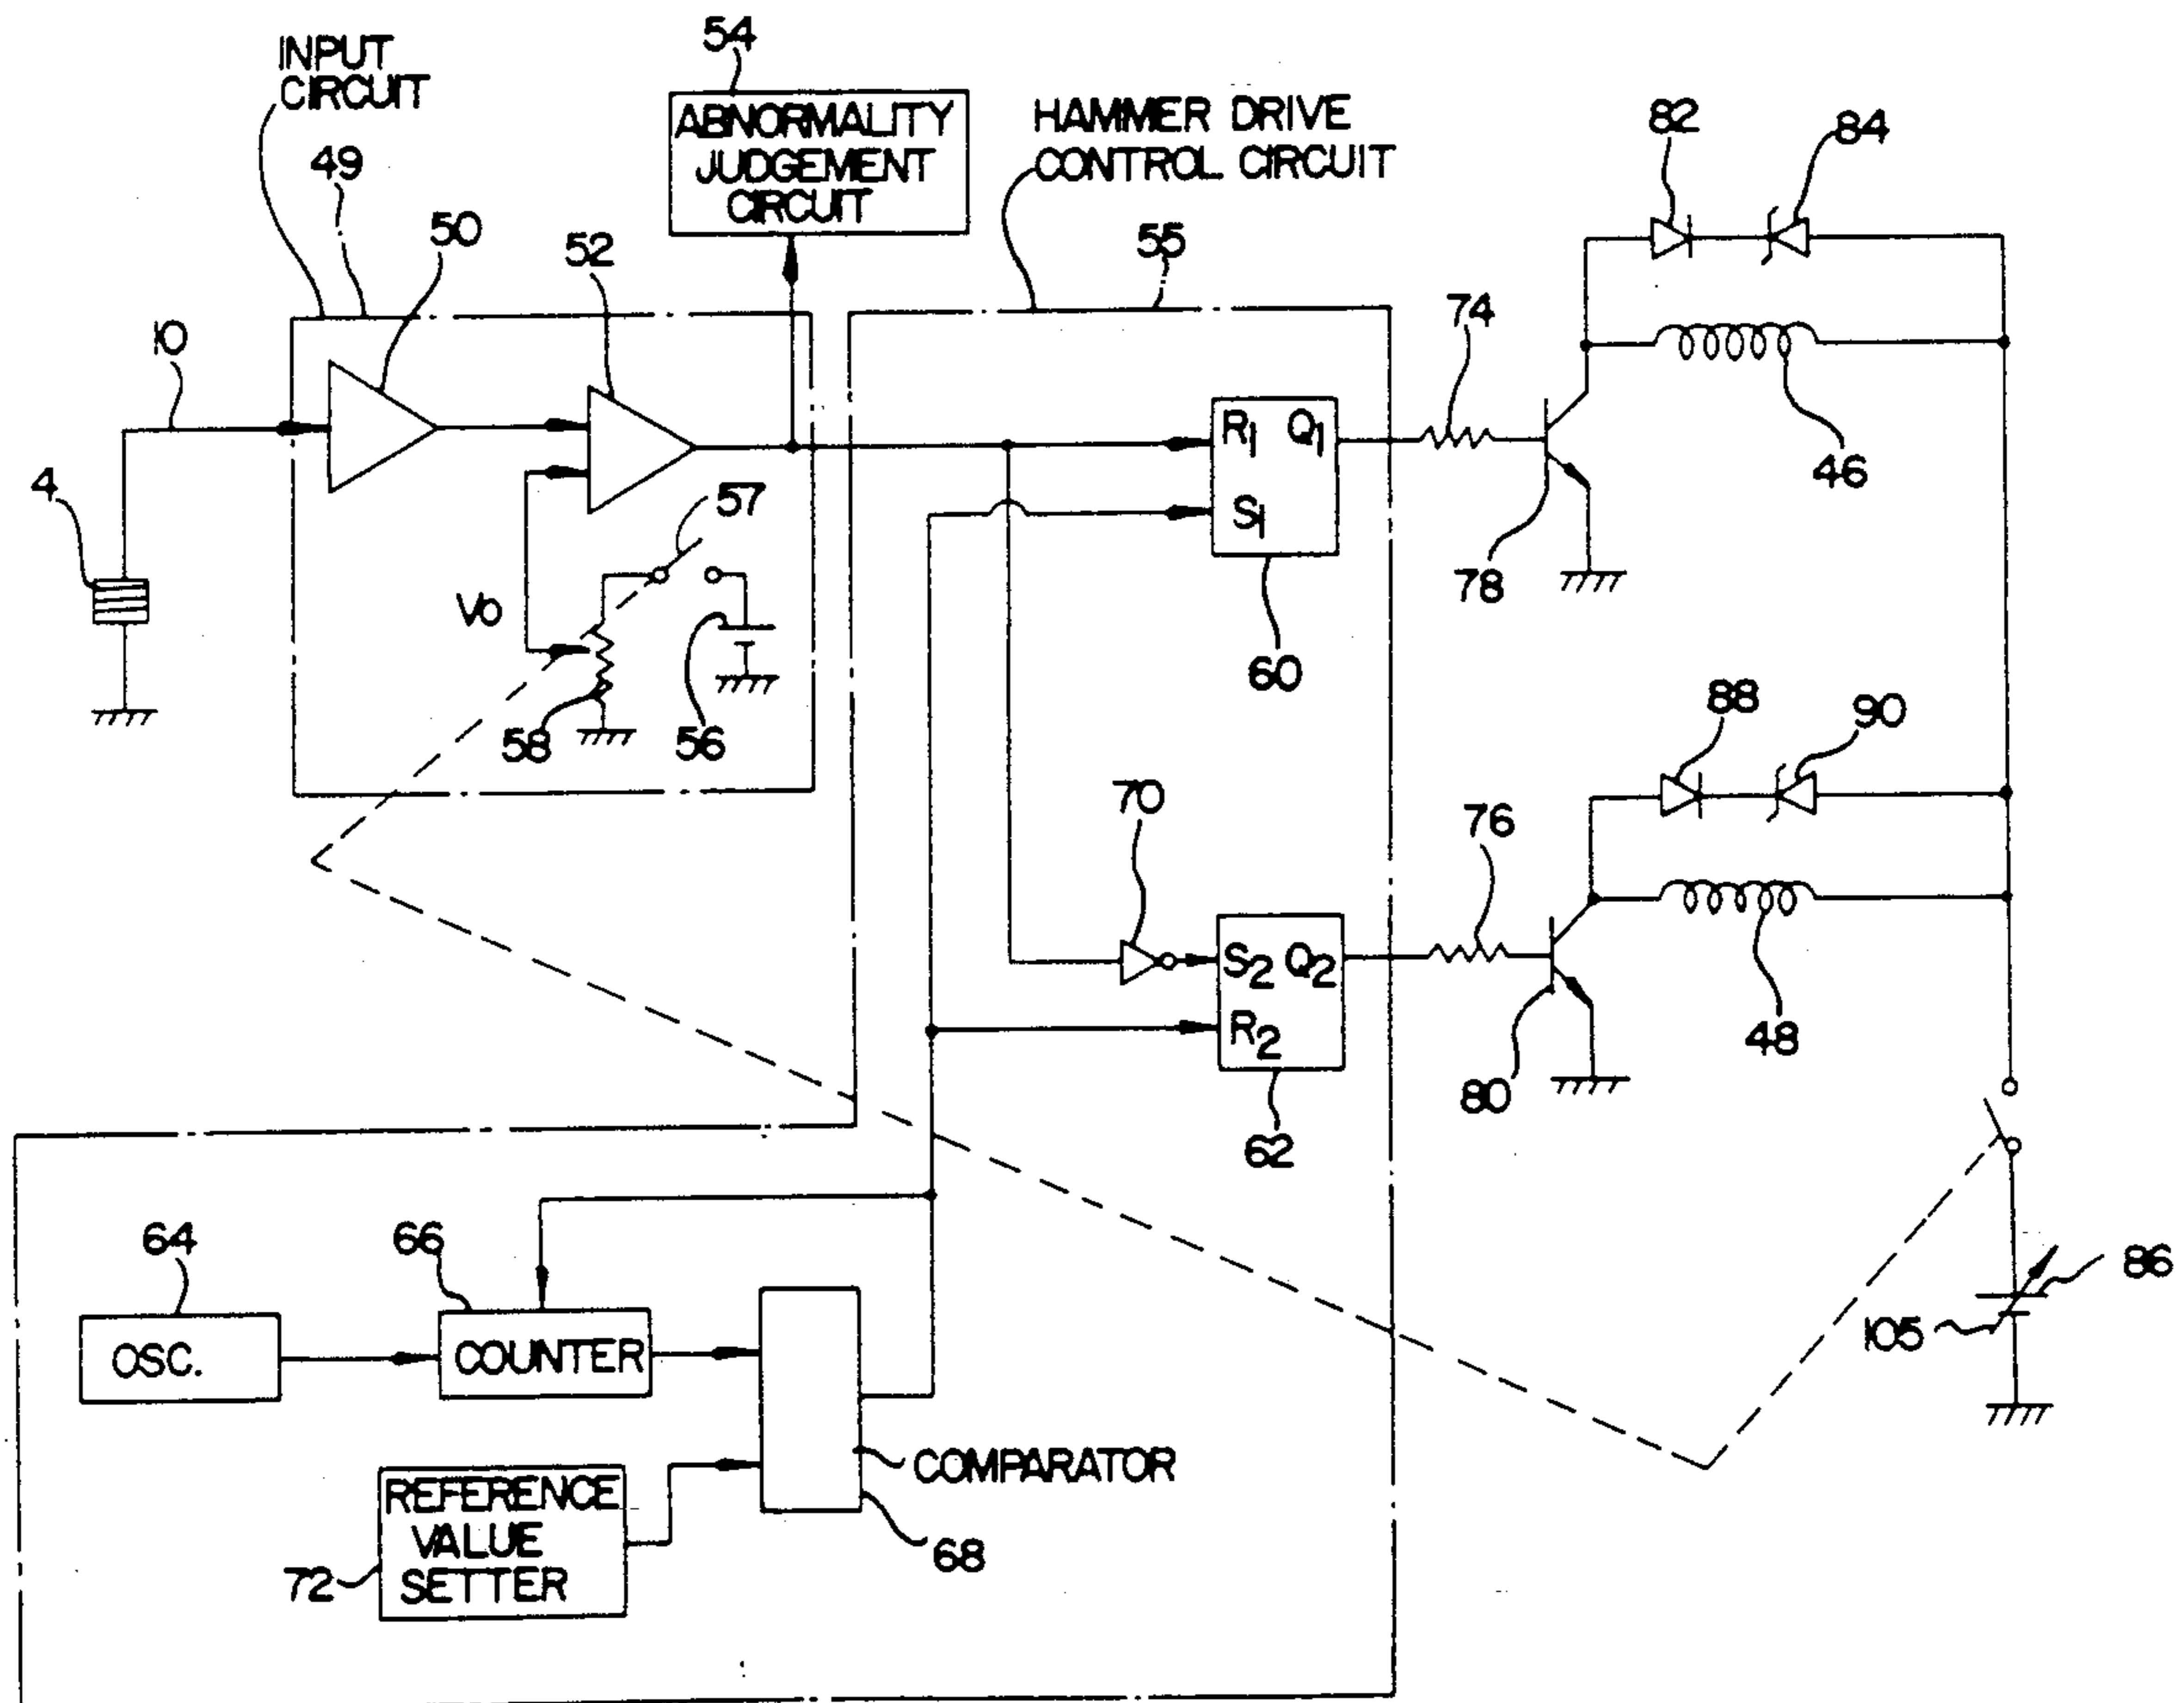 54
INPUT
CIRCUIT
49
50
52
ABNORMALITY
JUDGEMENT
CIRCUIT
HAMMER DRIVE
CONTROL CIRCUIT
55
82
84
10
4
74
R1 Q1
S1
46
57
Vo
58
56
78
60
88
90
70
76
S2 Q2
R2
48
80
62
64
66
OSC.
COUNTER
86
105
COMPARATOR
REFERENCE
VALUE
SETTER
72
68